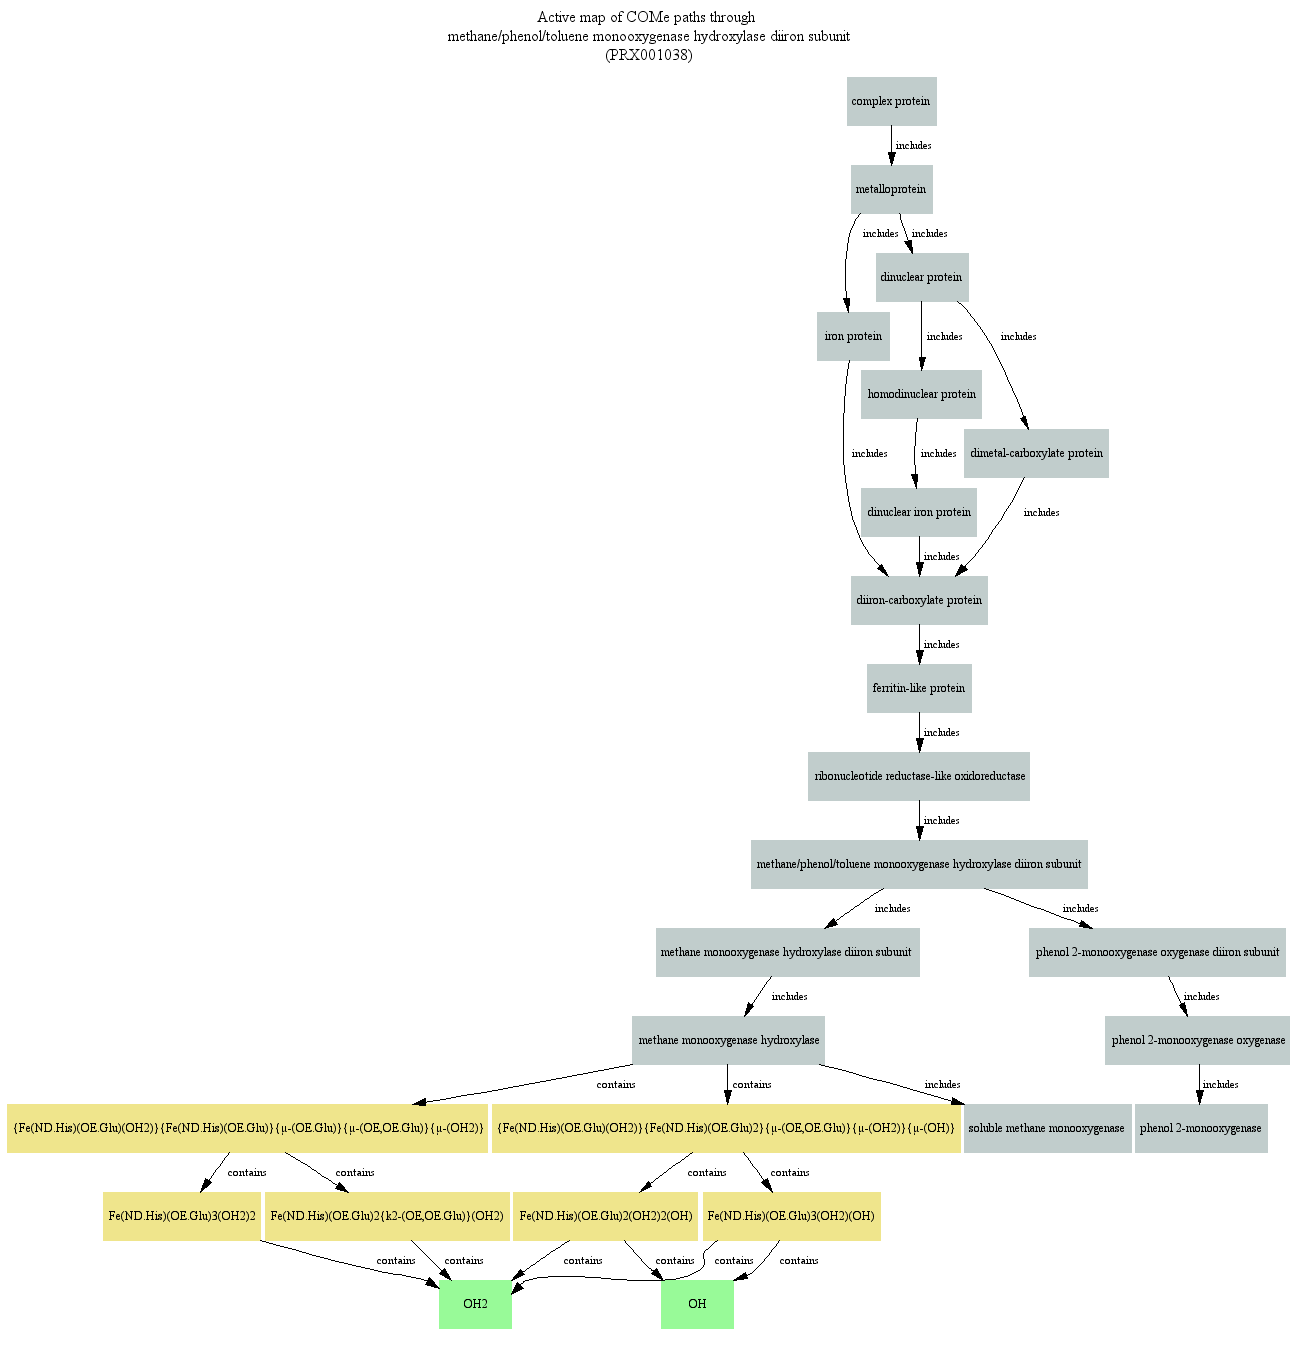 Active map of COMe paths through
methane/phenol/toluene monooxygenase hydroxylase diiron subunit
(PRX001038)
complex protein
includes
metalloprotein
includes
includes
dinuclear protein
iron protein
includes
includes
homodinuclear protein
includes
includes
dimetal-carboxylate protein
dinuclear iron protein
includes
includes
diiron-carboxylate protein
includes
ferritin-like protein
includes
ribonucleotide reductase-like oxidoreductase
includes
methane/phenol/toluene monooxygenase hydroxylase diiron subunit
includes
includes
methane monooxygenase hydroxylase diiron subunit
phenol 2-monooxygenase oxygenase diiron subunit
includes
includes
methane monooxygenase hydroxylase
phenol 2-monooxygenase oxygenase
contains
contains
includes
includes
{Fe(ND.His)(OE.Glu)(OH2)}{Fe(ND.His)(OE.Glu)}{μ-(OE.Glu)}{μ-(OE,OE.Glu)}{μ-(OH2)}
{Fe(ND.His)(OE.Glu)(OH2)}{Fe(ND.His)(OE.Glu)2}{μ-(OE,OE.Glu)}{μ-(OH2)}{μ-(OH)}
soluble methane monooxygenase
phenol 2-monooxygenase
contains
contains
contains
contains
Fe(ND.His)(OE.Glu)3(OH2)2
Fe(ND.His)(OE.Glu)2{k2-(OE,OE.Glu)}(OH2)
Fe(ND.His)(OE.Glu)2(OH2)2(OH)
Fe(ND.His)(OE.Glu)3(OH2)(OH)
contains
contains
contains
contains
contains
contains
OH2
OH